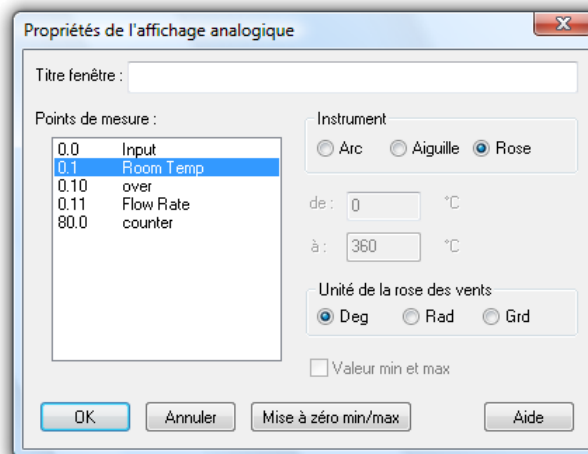 Propriétés de l'affichage analogique
Titre fenêtre :
Points de mesure :
0.0 Input
0.1 Room Temp
0.10 over
0.11 Flow Rate
80.0 counter
Instrument
Arc Aiguille Rose
de : 0 °C
à : 360 °C
Unité de la rose des vents
Deg Rad Grd
Valeur min et max
OK Annuler Mise à zéro min/max Aide